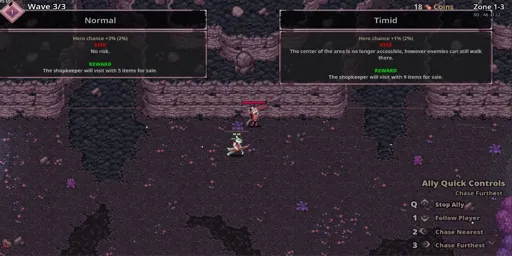 Wave 3/3
18 Coins
Zone 1-3
Normal
Hero chance +3% (2%)
RISK
No risk.
REWARD
The shopkeeper will visit with 5 items for sale
Timid
Hero chance +1% (2%)
RISK
The center of the area is no longer accessible, however enemies can still walk
there.
REWARD
The shopkeeper will visit with 9 items for sale.
Ally Quick Controls
Chase Furthest
Q Stop Ally
1 Follow Player
2 Chase Nearest
3 Chase Furthest